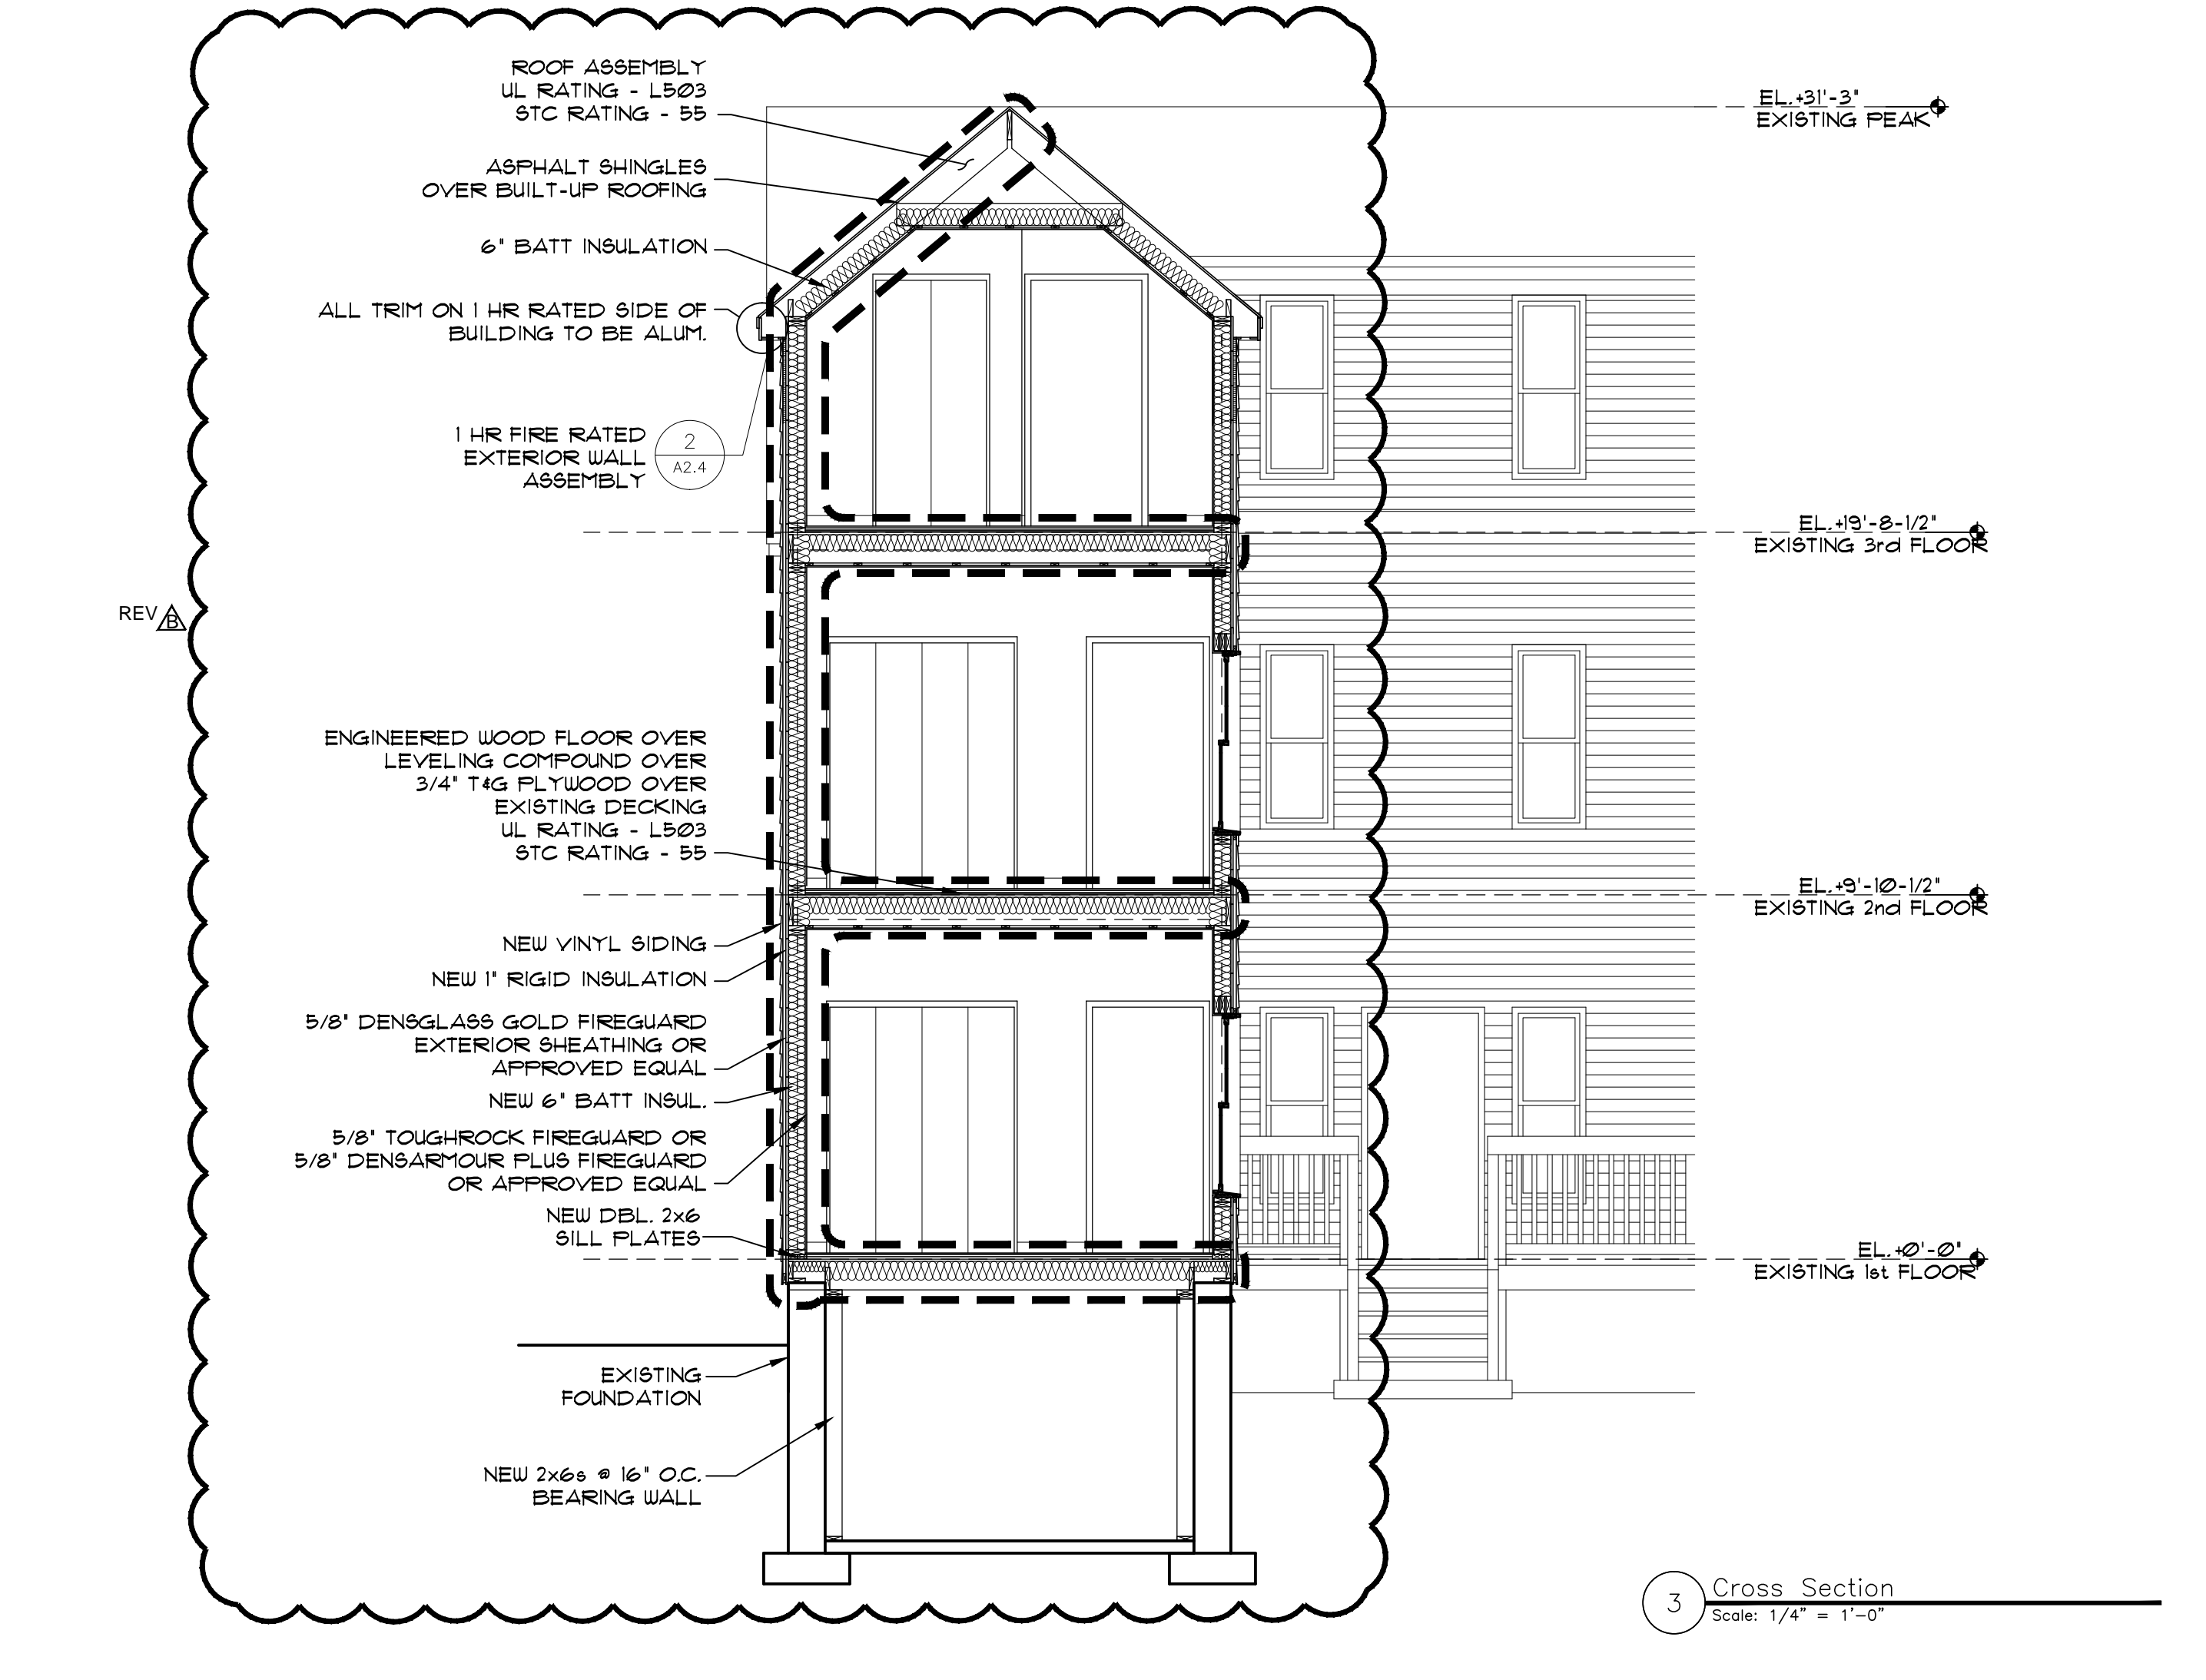 ROOF ASSEMBLY
UL RATING - L503
STC RATING - 55
ASPHALT SHINGLES
OVER BUILT-UP ROOFING
6" BATT INSULATION
ALL TRIM ON 1 HR RATED SIDE OF
BUILDING TO BE ALUM.
1 HR FIRE RATED
EXTERIOR WALL
ASSEMBLY
2
A2.4
REV B
ENGINEERED WOOD FLOOR OVER
LEVELING COMPOUND OVER
3/4" T&G PLYWOOD OVER
EXISTING DECKING
UL RATING - L503
STC RATING - 55
NEW VINYL SIDING
NEW 1" RIGID INSULATION
5/8" DENSGLASS GOLD FIREGUARD
EXTERIOR SHEATHING OR
APPROVED EQUAL
NEW 6" BATT INSUL.
5/8" TOUGHROCK FIREGUARD OR
5/8" DENSARMOUR PLUS FIREGUARD
OR APPROVED EQUAL
NEW DBL. 2x6
SILL PLATES
EXISTING
FOUNDATION
NEW 2x6s @ 16" O.C.
BEARING WALL
EL.+31'-3"
EXISTING PEAK
EL.+19'-8-1/2"
EXISTING 3rd FLOOR
EL.+9'-10-1/2"
EXISTING 2nd FLOOR
EL.+0'-0"
EXISTING 1st FLOOR
3
Cross Section
Scale: 1/4" = 1'-0"